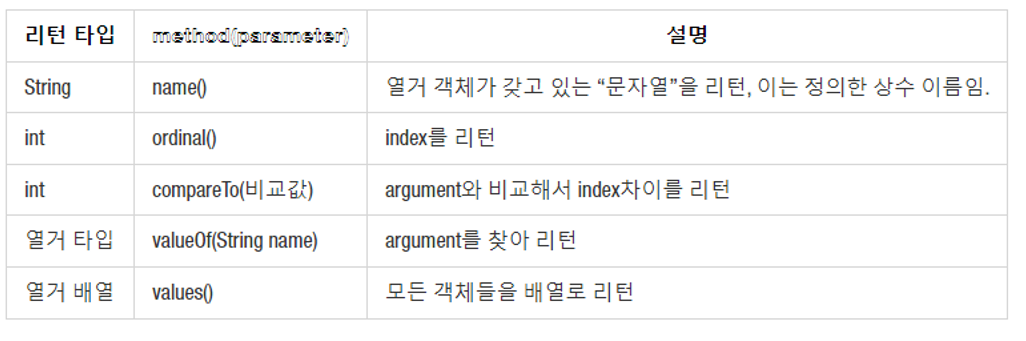 리턴 타입 method(parameter) 설명
String name() 열거 객체가 갖고 있는 “문자열”을 리턴, 이는 정의한 상수 이름임.
int ordinal() index를 리턴
int compareTo(비교값) argument와 비교해서 index차이를 리턴
열거 타입 valueOf(String name) argument를 찾아 리턴
열거 배열 values() 모든 객체들을 배열로 리턴